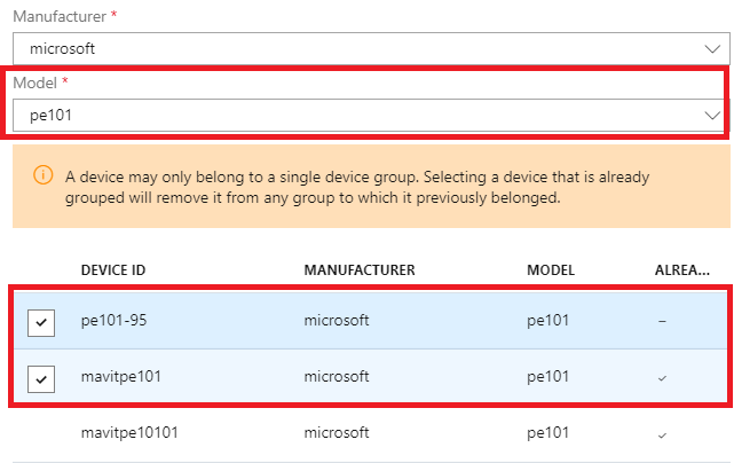 Manufacturer *
microsoft
Model *
pe101
A device may only belong to a single device group. Selecting a device that is already
grouped will remove it from any group to which it previously belonged.
DEVICE ID MANUFACTURER MODEL ALREA...
pe101-95 microsoft pe101 –
mavitpe101 microsoft pe101 ✓
mavitpe10101 microsoft pe101 ✓